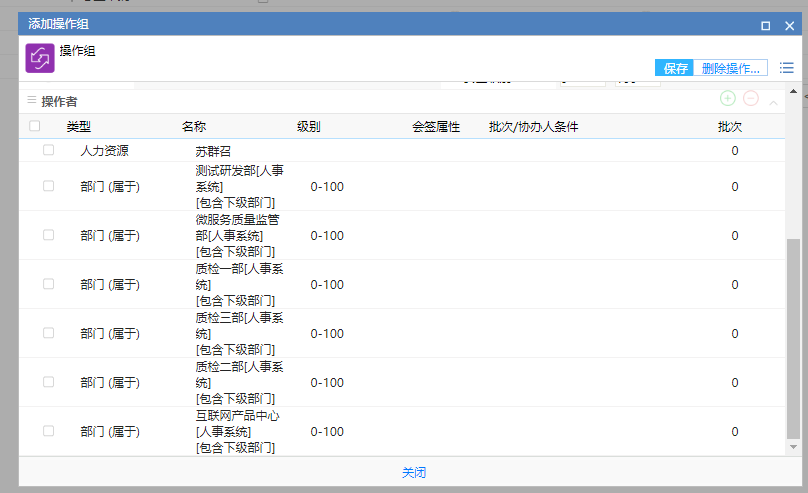 添加操作组
操作组
保存
删除操作...
操作者
类型 名称 级别 会签属性 批次/协办人条件 批次
人力资源 苏群召 0
部门 (属于) 测试研发部[人事
系统]
[包含下级部门] 0-100 0
部门 (属于) 微服务质量监管
部[人事系统]
[包含下级部门] 0-100 0
部门 (属于) 质检一部[人事系
统]
[包含下级部门] 0-100 0
部门 (属于) 质检三部[人事系
统]
[包含下级部门] 0-100 0
部门 (属于) 质检二部[人事系
统]
[包含下级部门] 0-100 0
部门 (属于) 互联网产品中心
[人事系统]
[包含下级部门] 0-100 0
关闭